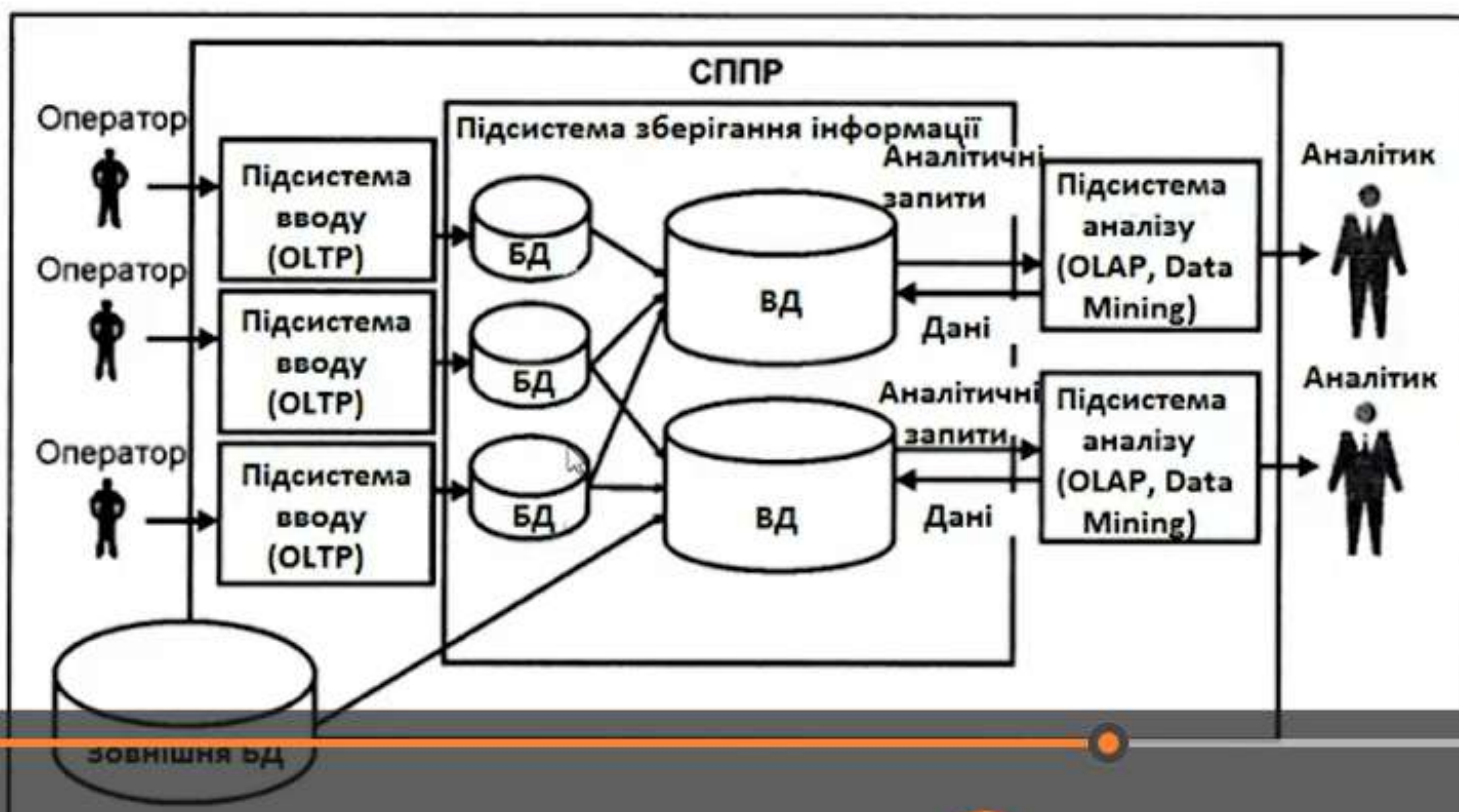 СППР
Оператор
Підсистема зберігання інформації
Підсистема
вводу
(OLTP)
БД
Аналітичні
запити
ВД
Дані
Підсистема
аналізу
(OLAP, Data
Mining)
Аналітик
Оператор
Підсистема
вводу
(OLTP)
БД
Аналітичні
запити
ВД
Дані
Підсистема
аналізу
(OLAP, Data
Mining)
Аналітик
Оператор
Підсистема
вводу
(OLTP)
БД
Зовнішня БД